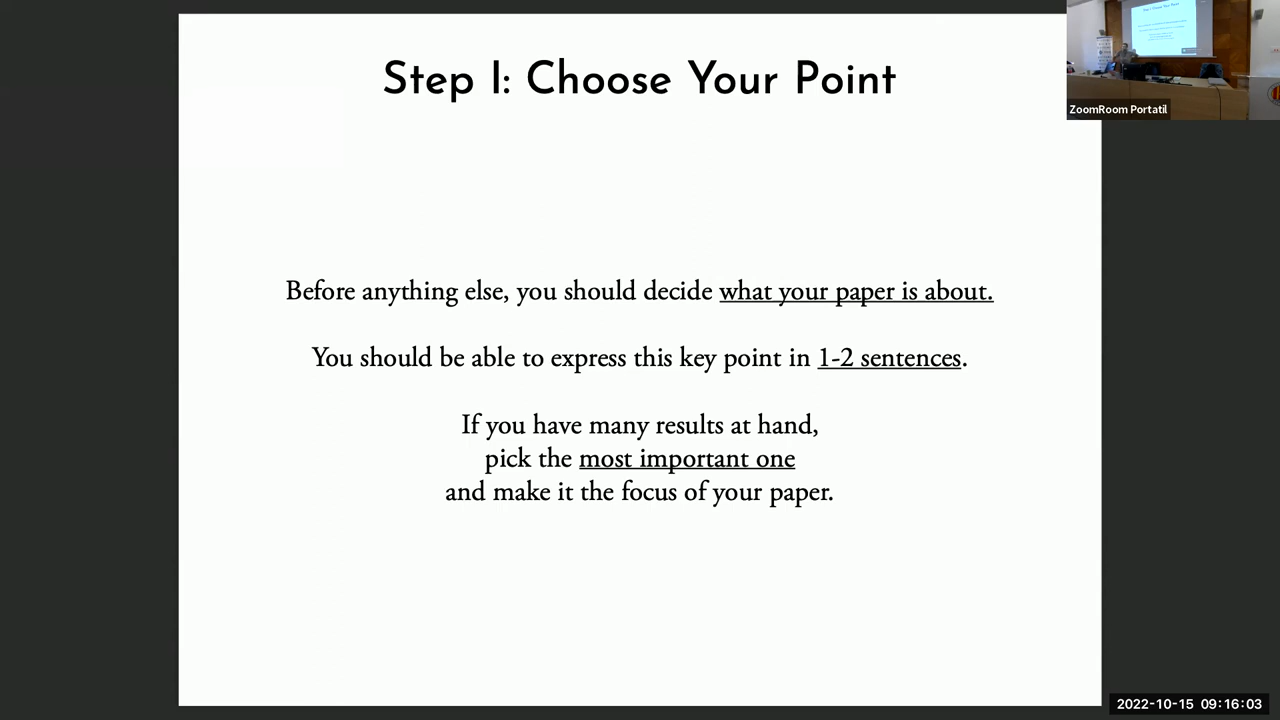 Step 1: Choose Your Point
Before anything else, you should decide what your paper is about.
You should be able to express this key point in 1-2 sentences.
If you have many results at hand,
pick the most important one
and make it the focus of your paper.
ZoomRoom Portatil
2022-10-15 09:16:03